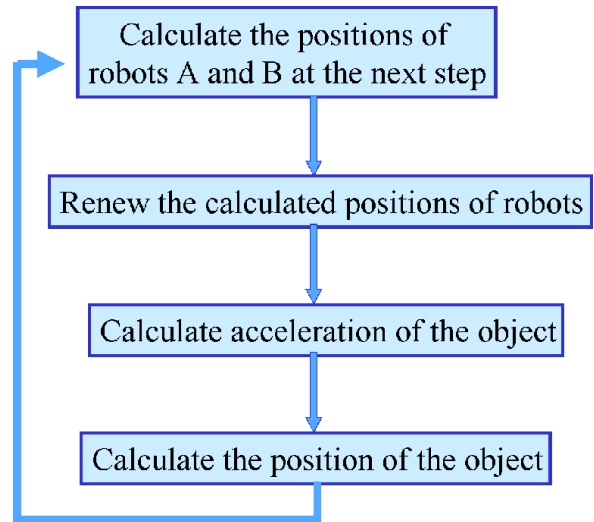 Calculate the positions of
robots A and B at the next step
Renew the calculated positions of robots
Calculate acceleration of the object
Calculate the position of the object